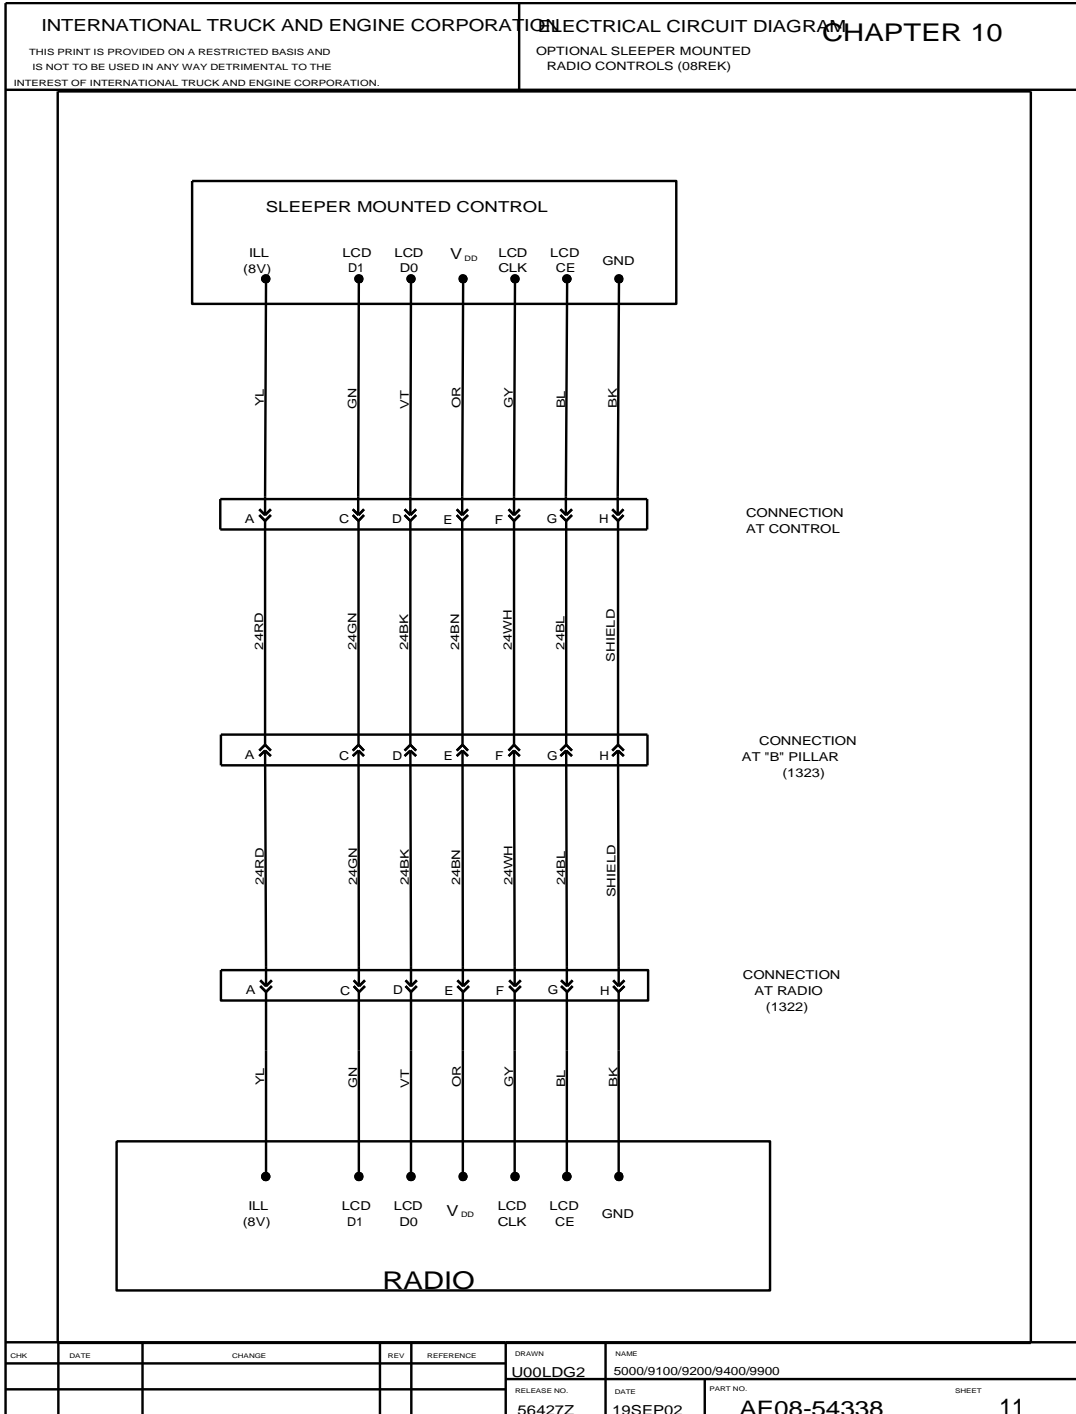 INTERNATIONAL TRUCK AND ENGINE CORPORATION
THIS PRINT IS PROVIDED ON A RESTRICTED BASIS AND
IS NOT TO BE USED IN ANY WAY DETRIMENTAL TO THE
INTEREST OF INTERNATIONAL TRUCK AND ENGINE CORPORATION.
ELECTRICAL CIRCUIT DIAGRAM
OPTIONAL SLEEPER MOUNTED
RADIO CONTROLS (08REK)
CHAPTER 10
SLEEPER MOUNTED CONTROL
ILL LCD LCD VDD LCD LCD GND
(8V) D1 D0 CLK CE
YL GN VT OR GY BL BK
A C D E F G H
CONNECTION
AT CONTROL
24RD 24GN 24BK 24BN 24WH 24BL SHIELD
A C D E F G H
CONNECTION
AT "B" PILLAR
(1323)
24RD 24GN 24BK 24BN 24WH 24BL SHIELD
A C D E F G H
CONNECTION
AT RADIO
(1322)
YL GN VT OR GY BL BK
ILL LCD LCD VDD LCD LCD GND
(8V) D1 D0 CLK CE
RADIO
CHK DATE CHANGE REV REFERENCE
DRAWN
U00LDG2
NAME
5000/9100/9200/9400/9900
RELEASE NO.
56427Z
DATE
19SEP02
PART NO.
AE08-54338
SHEET
11